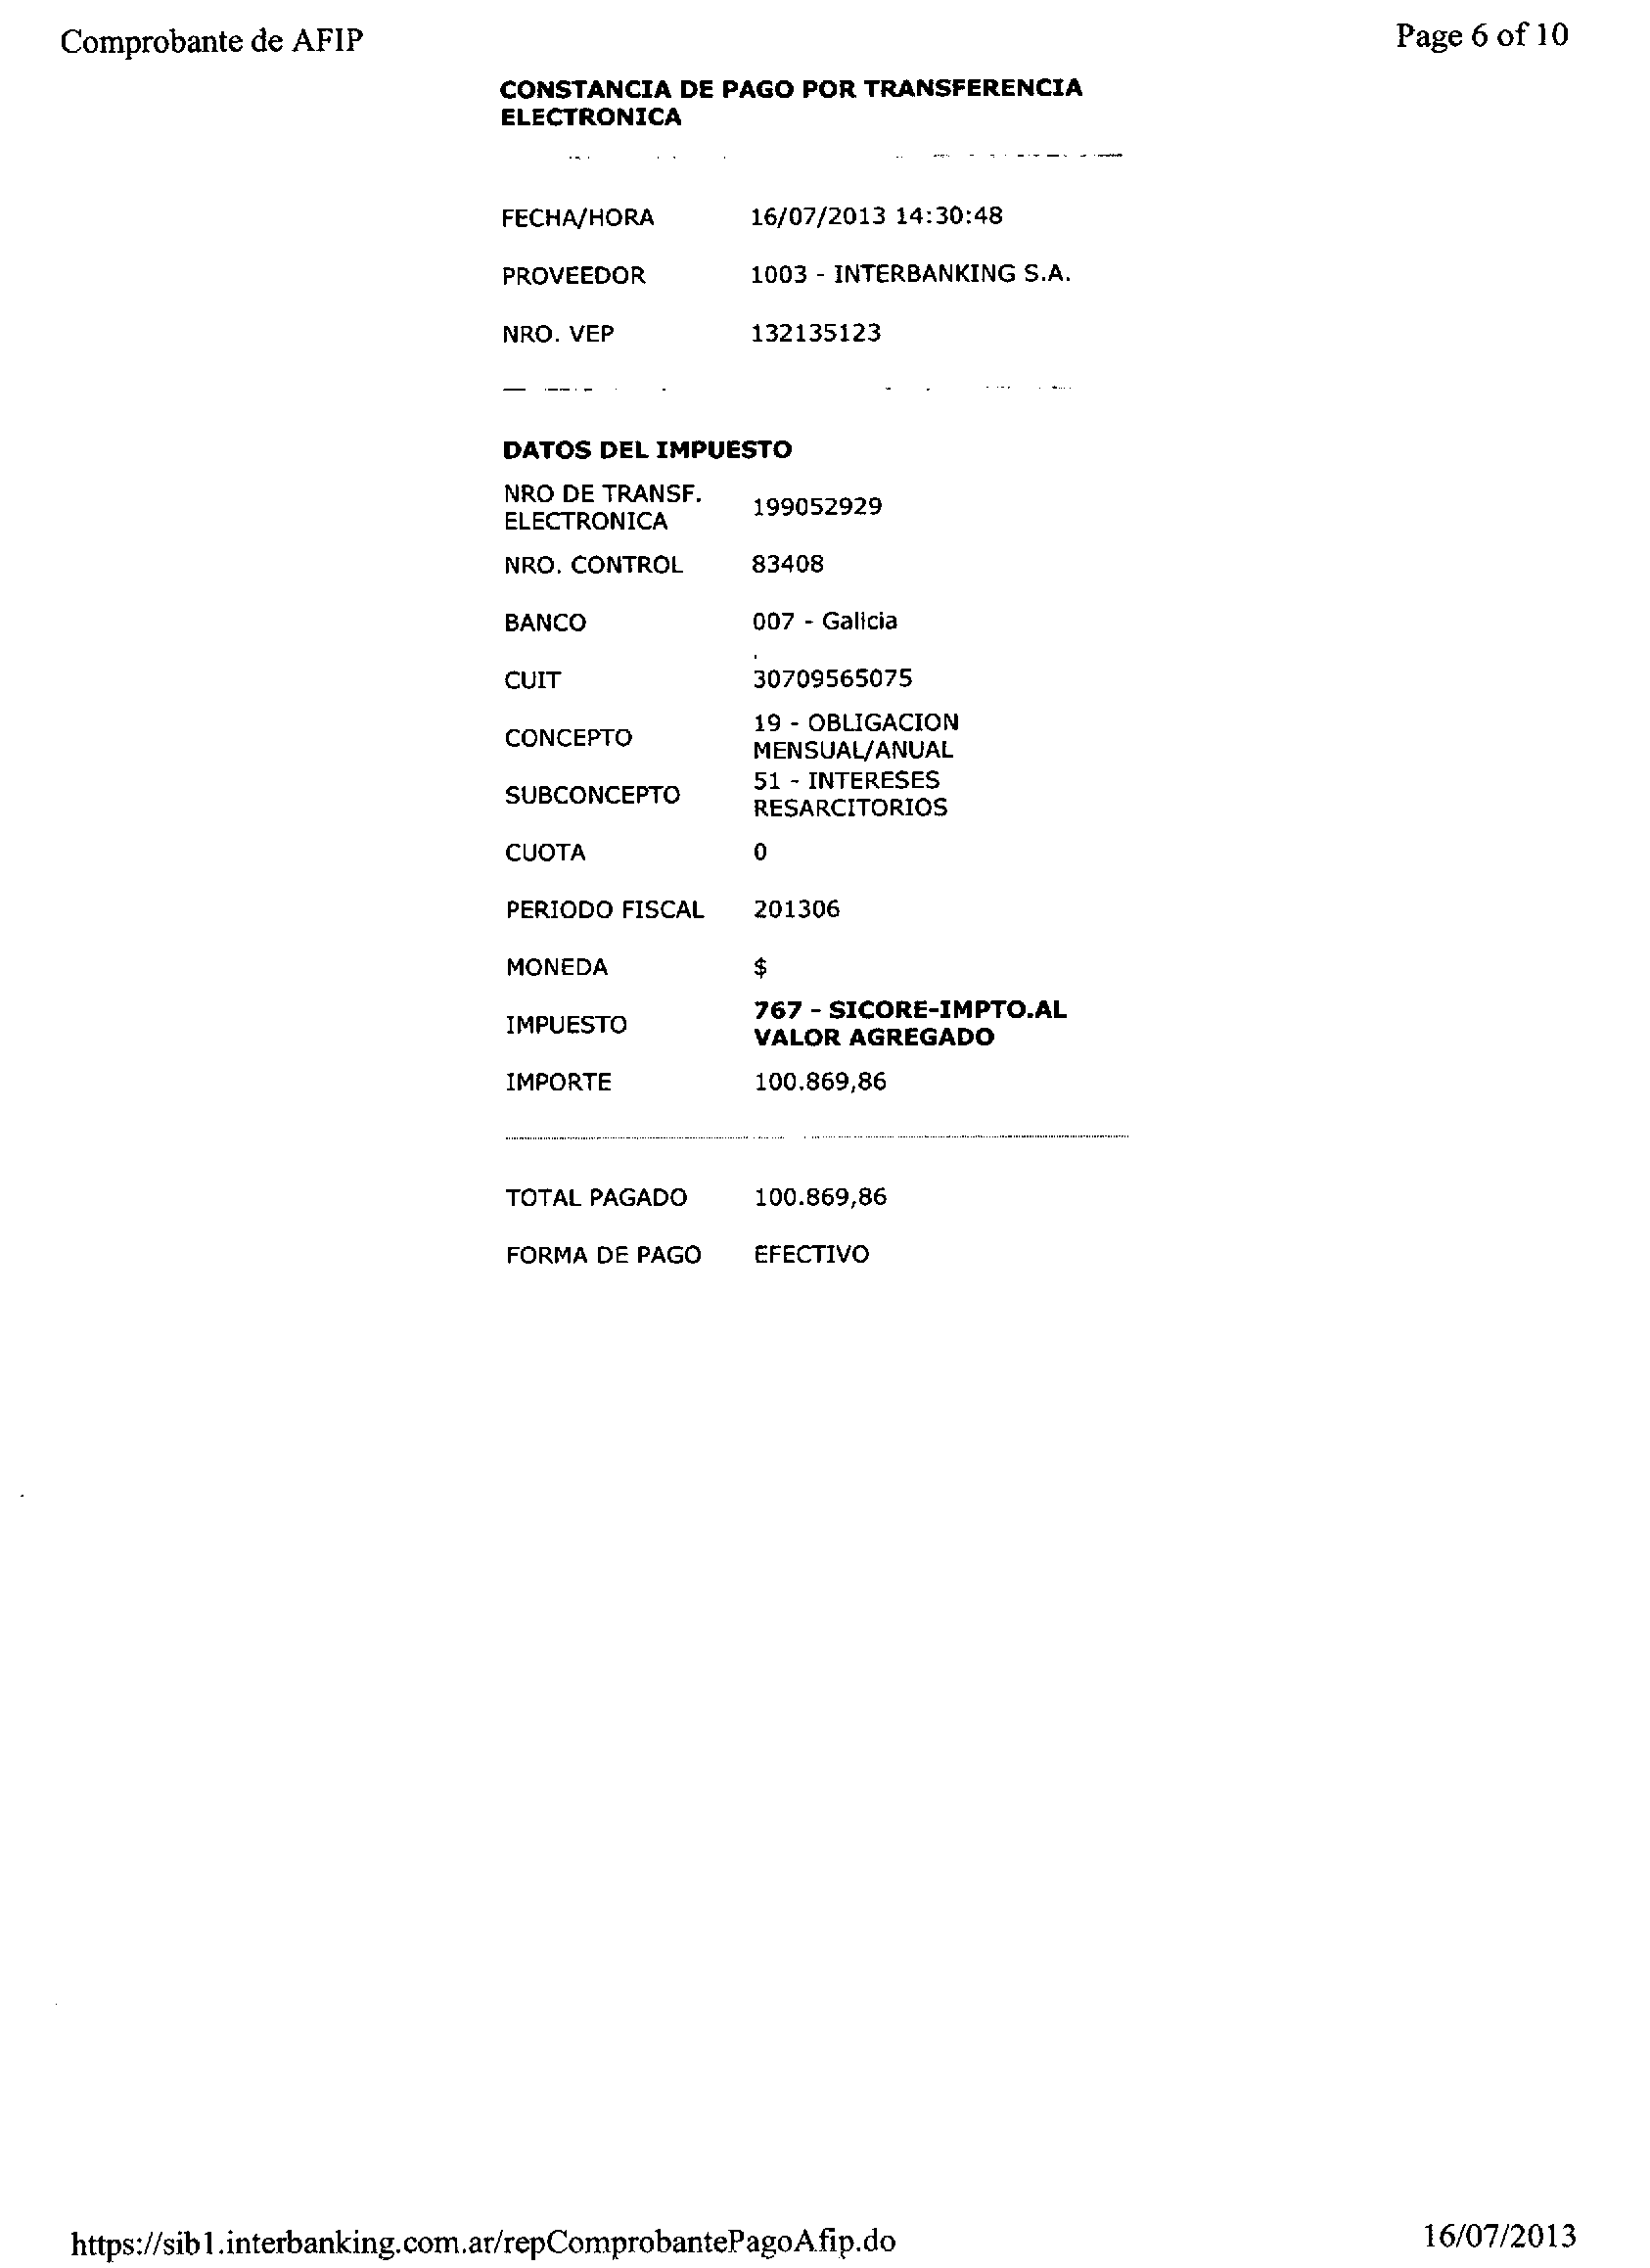 Comprobante de AFIP
Page 6 of 10
CONSTANCIA DE PAGO POR TRANSFERENCIA
ELECTRONICA
FECHA/HORA 16/07/2013 14:30:48
PROVEEDOR 1003 - INTERBANKING S.A.
NRO. VEP 132135123
DATOS DEL IMPUESTO
NRO DE TRANSF.
ELECTRONICA 199052929
NRO. CONTROL 83408
BANCO 007 - Galicia
CUIT 30709565075
CONCEPTO 19 - OBLIGACION
MENSUAL/ANUAL
SUBCONCEPTO 51 - INTERESES
RESARCITORIOS
CUOTA 0
PERIODO FISCAL 201306
MONEDA $
IMPUESTO 767 - SICORE-IMPTO.AL
VALOR AGREGADO
IMPORTE 100.869,86
TOTAL PAGADO 100.869,86
FORMA DE PAGO EFECTIVO
https://sib1.interbanking.com.ar/repComprobantePagoAfip.do
16/07/2013